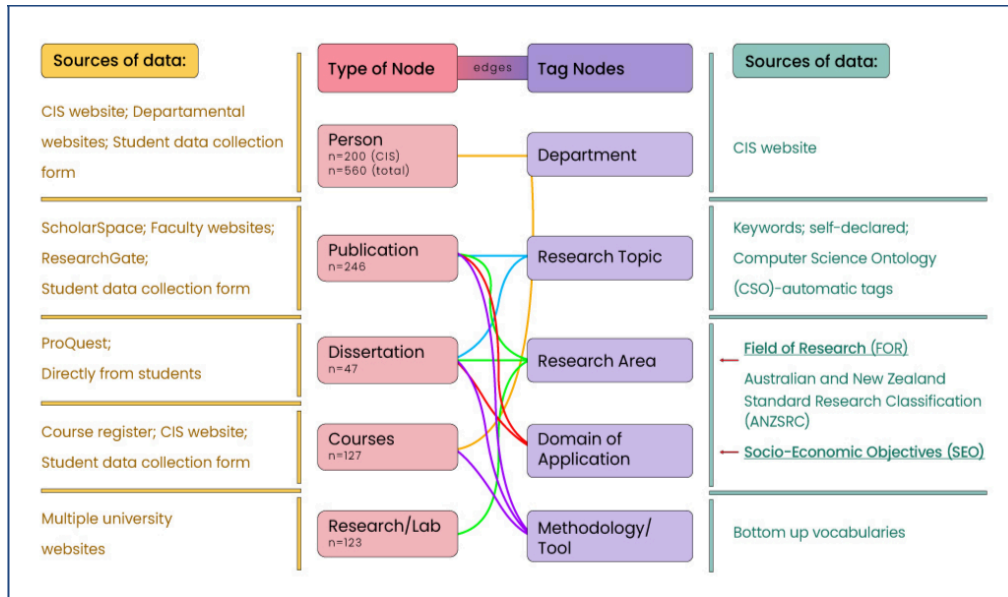 Sources of data:
Type of Node
edges
Tag Nodes
Sources of data:
CIS website; Departamental
websites; Student data collection
form
Person
n=200 (CIS)
n=560 (total)
Department
CIS website
ScholarSpace; Faculty websites;
ResearchGate;
Student data collection form
Publication
n=246
Research Topic
Keywords; self-declared;
Computer Science Ontology
(CSO)-automatic tags
ProQuest;
Directly from students
Dissertation
n=47
Research Area
Field of Research (FOR)
Australian and New Zealand
Standard Research Classification
(ANZSRC)
Course register; CIS website;
Student data collection form
Courses
n=127
Domain of
Application
Socio-Economic Objectives (SEO)
Multiple university
websites
Research/Lab
n=123
Methodology/
Tool
Bottom up vocabularies